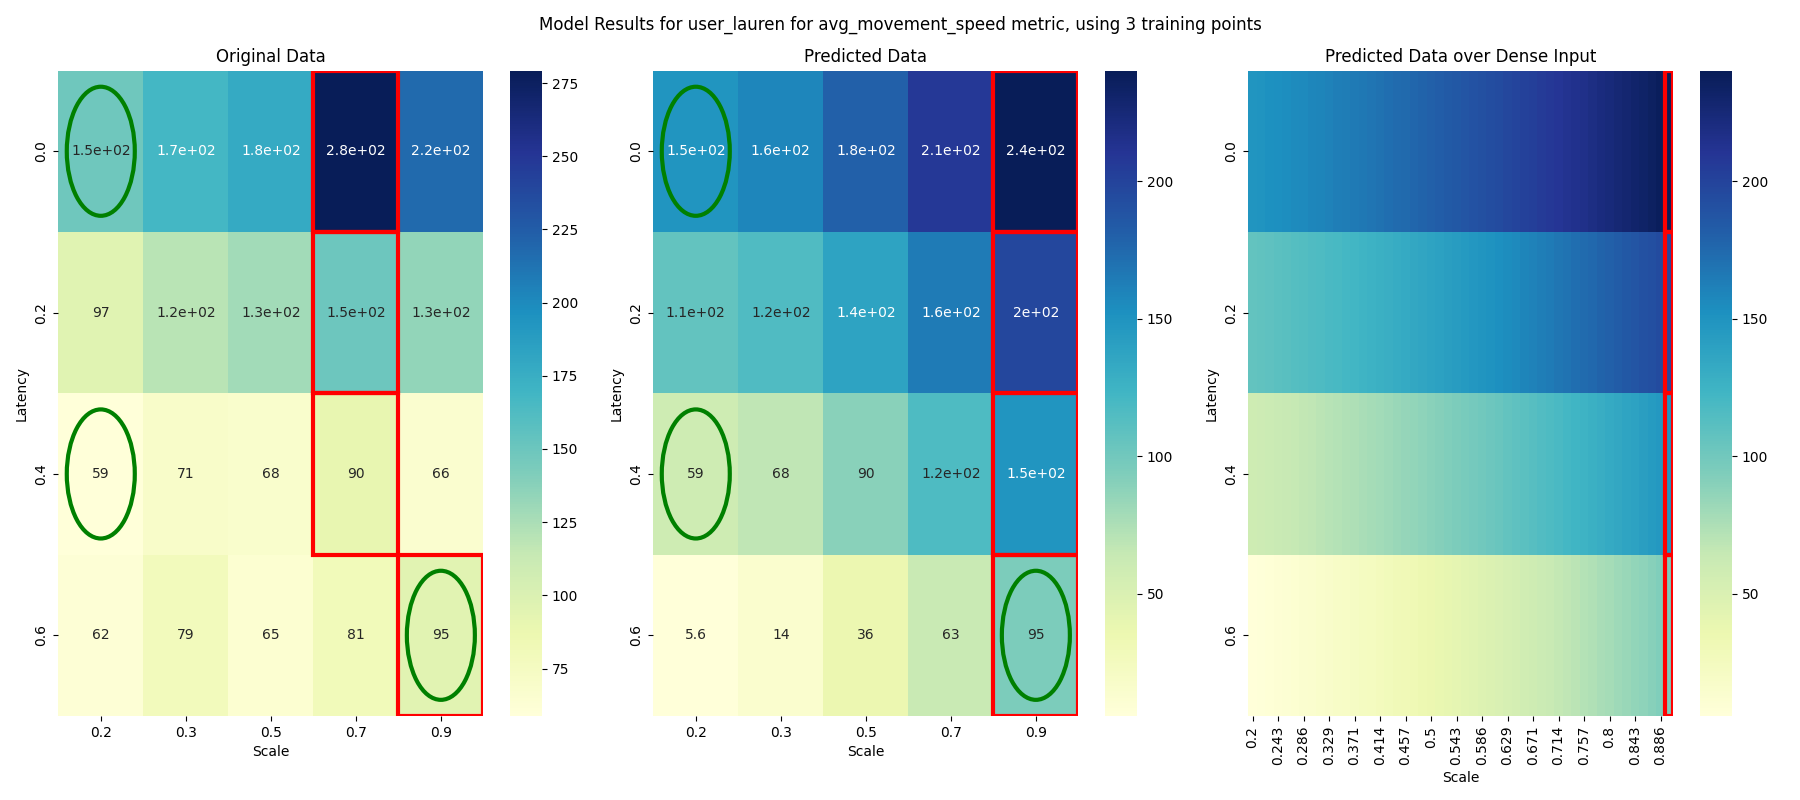 Model Results for user_lauren for avg_movement_speed metric, using 3 training points
Original Data
1.5e+02 1.7e+02 1.8e+02 2.8e+02 2.2e+02
97 1.2e+02 1.3e+02 1.5e+02 1.3e+02
59 71 68 90 66
62 79 65 81 95
0.0
0.2
0.4
0.6
Latency
0.2 0.3 0.5 0.7 0.9
Scale
275
250
225
200
175
150
125
100
75
Predicted Data
1.5e+02 1.6e+02 1.8e+02 2.1e+02 2.4e+02
1.1e+02 1.2e+02 1.4e+02 1.6e+02 2e+02
59 68 90 1.2e+02 1.5e+02
5.6 14 36 63 95
0.0
0.2
0.4
0.6
Latency
0.2 0.3 0.5 0.7 0.9
Scale
200
150
100
50
Predicted Data over Dense Input
0.0
0.2
0.4
0.6
Latency
0.2 0.243 0.286 0.329 0.371 0.414 0.457 0.5 0.543 0.586 0.629 0.671 0.714 0.757 0.8 0.843 0.886
Scale
200
150
100
50